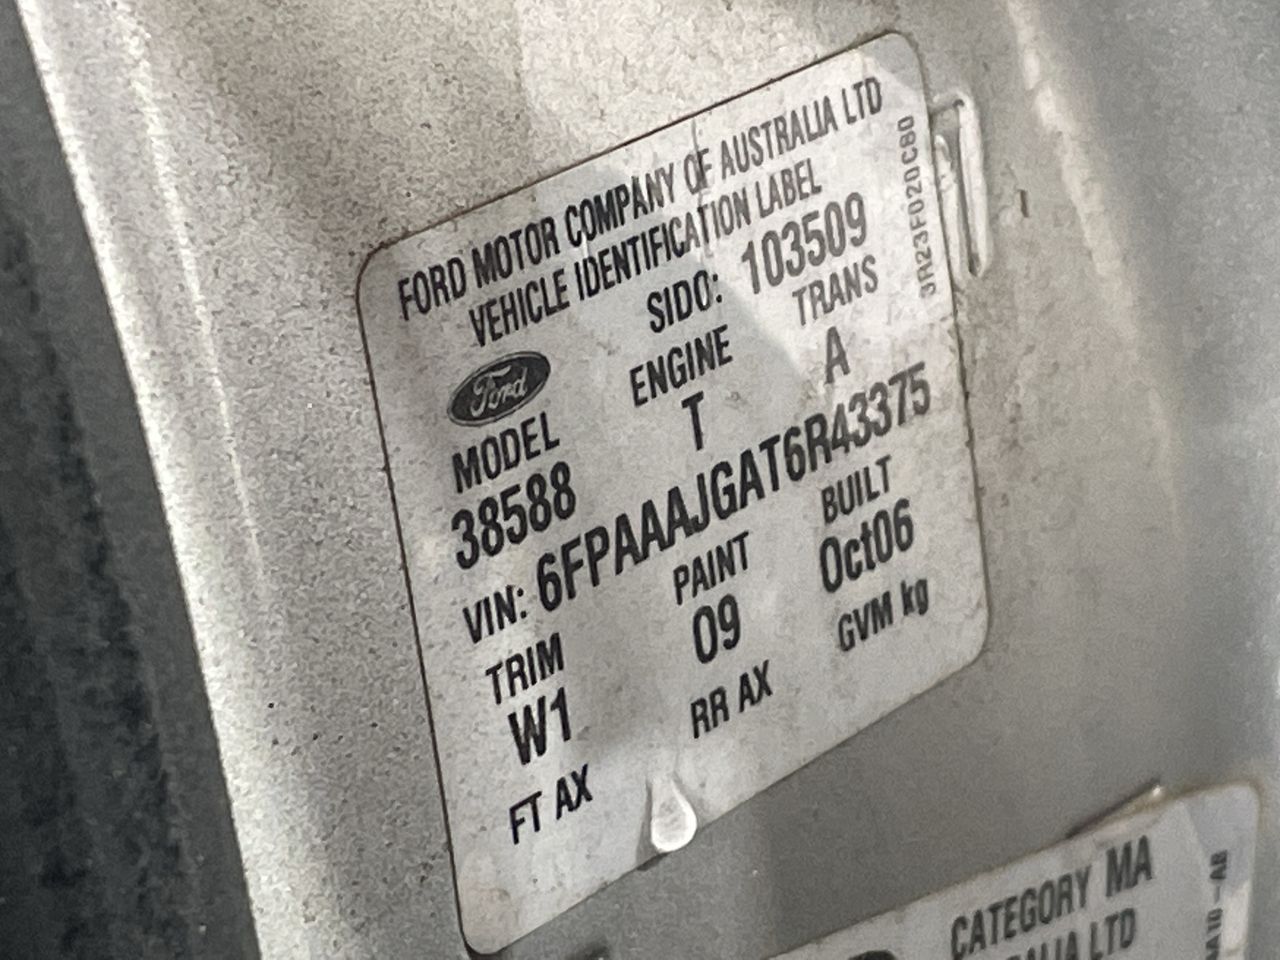 FORD MOTOR COMPANY OF AUSTRALIA LTD
VEHICLE IDENTIFICATION LABEL
SIDO: 103509
Ford
MODEL ENGINE TRANS
38588 T A
VIN: 6FPAAAJGAT6R43375
TRIM PAINT BUILT
W1 09 Oct06
FT AX RR AX GVM kg
JR23F020C80
CATEGORY MA
LTD